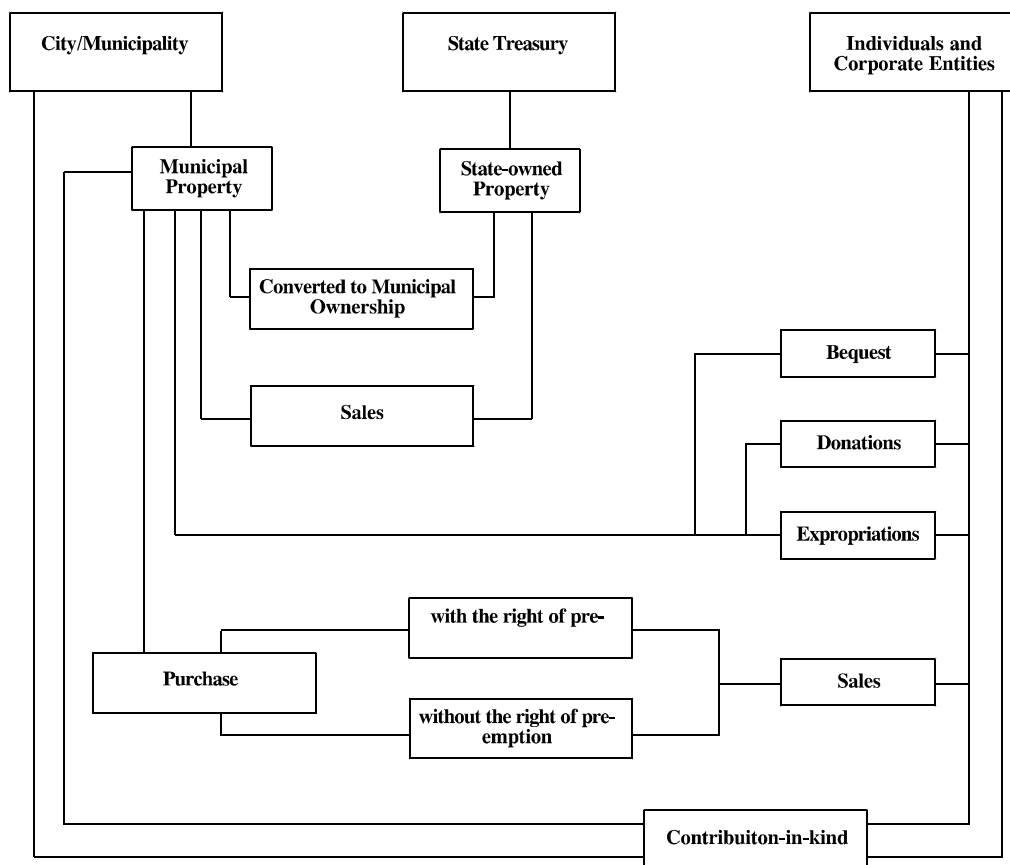 City/Municipality
State Treasury
Individuals and
Corporate Entities
Municipal
Property
State-owned
Property
Converted to Municipal
Ownership
Bequest
Sales
Donations
Expropriations
with the right of pre-
Purchase
Sales
without the right of pre-
emption
Contribuiton-in-kind